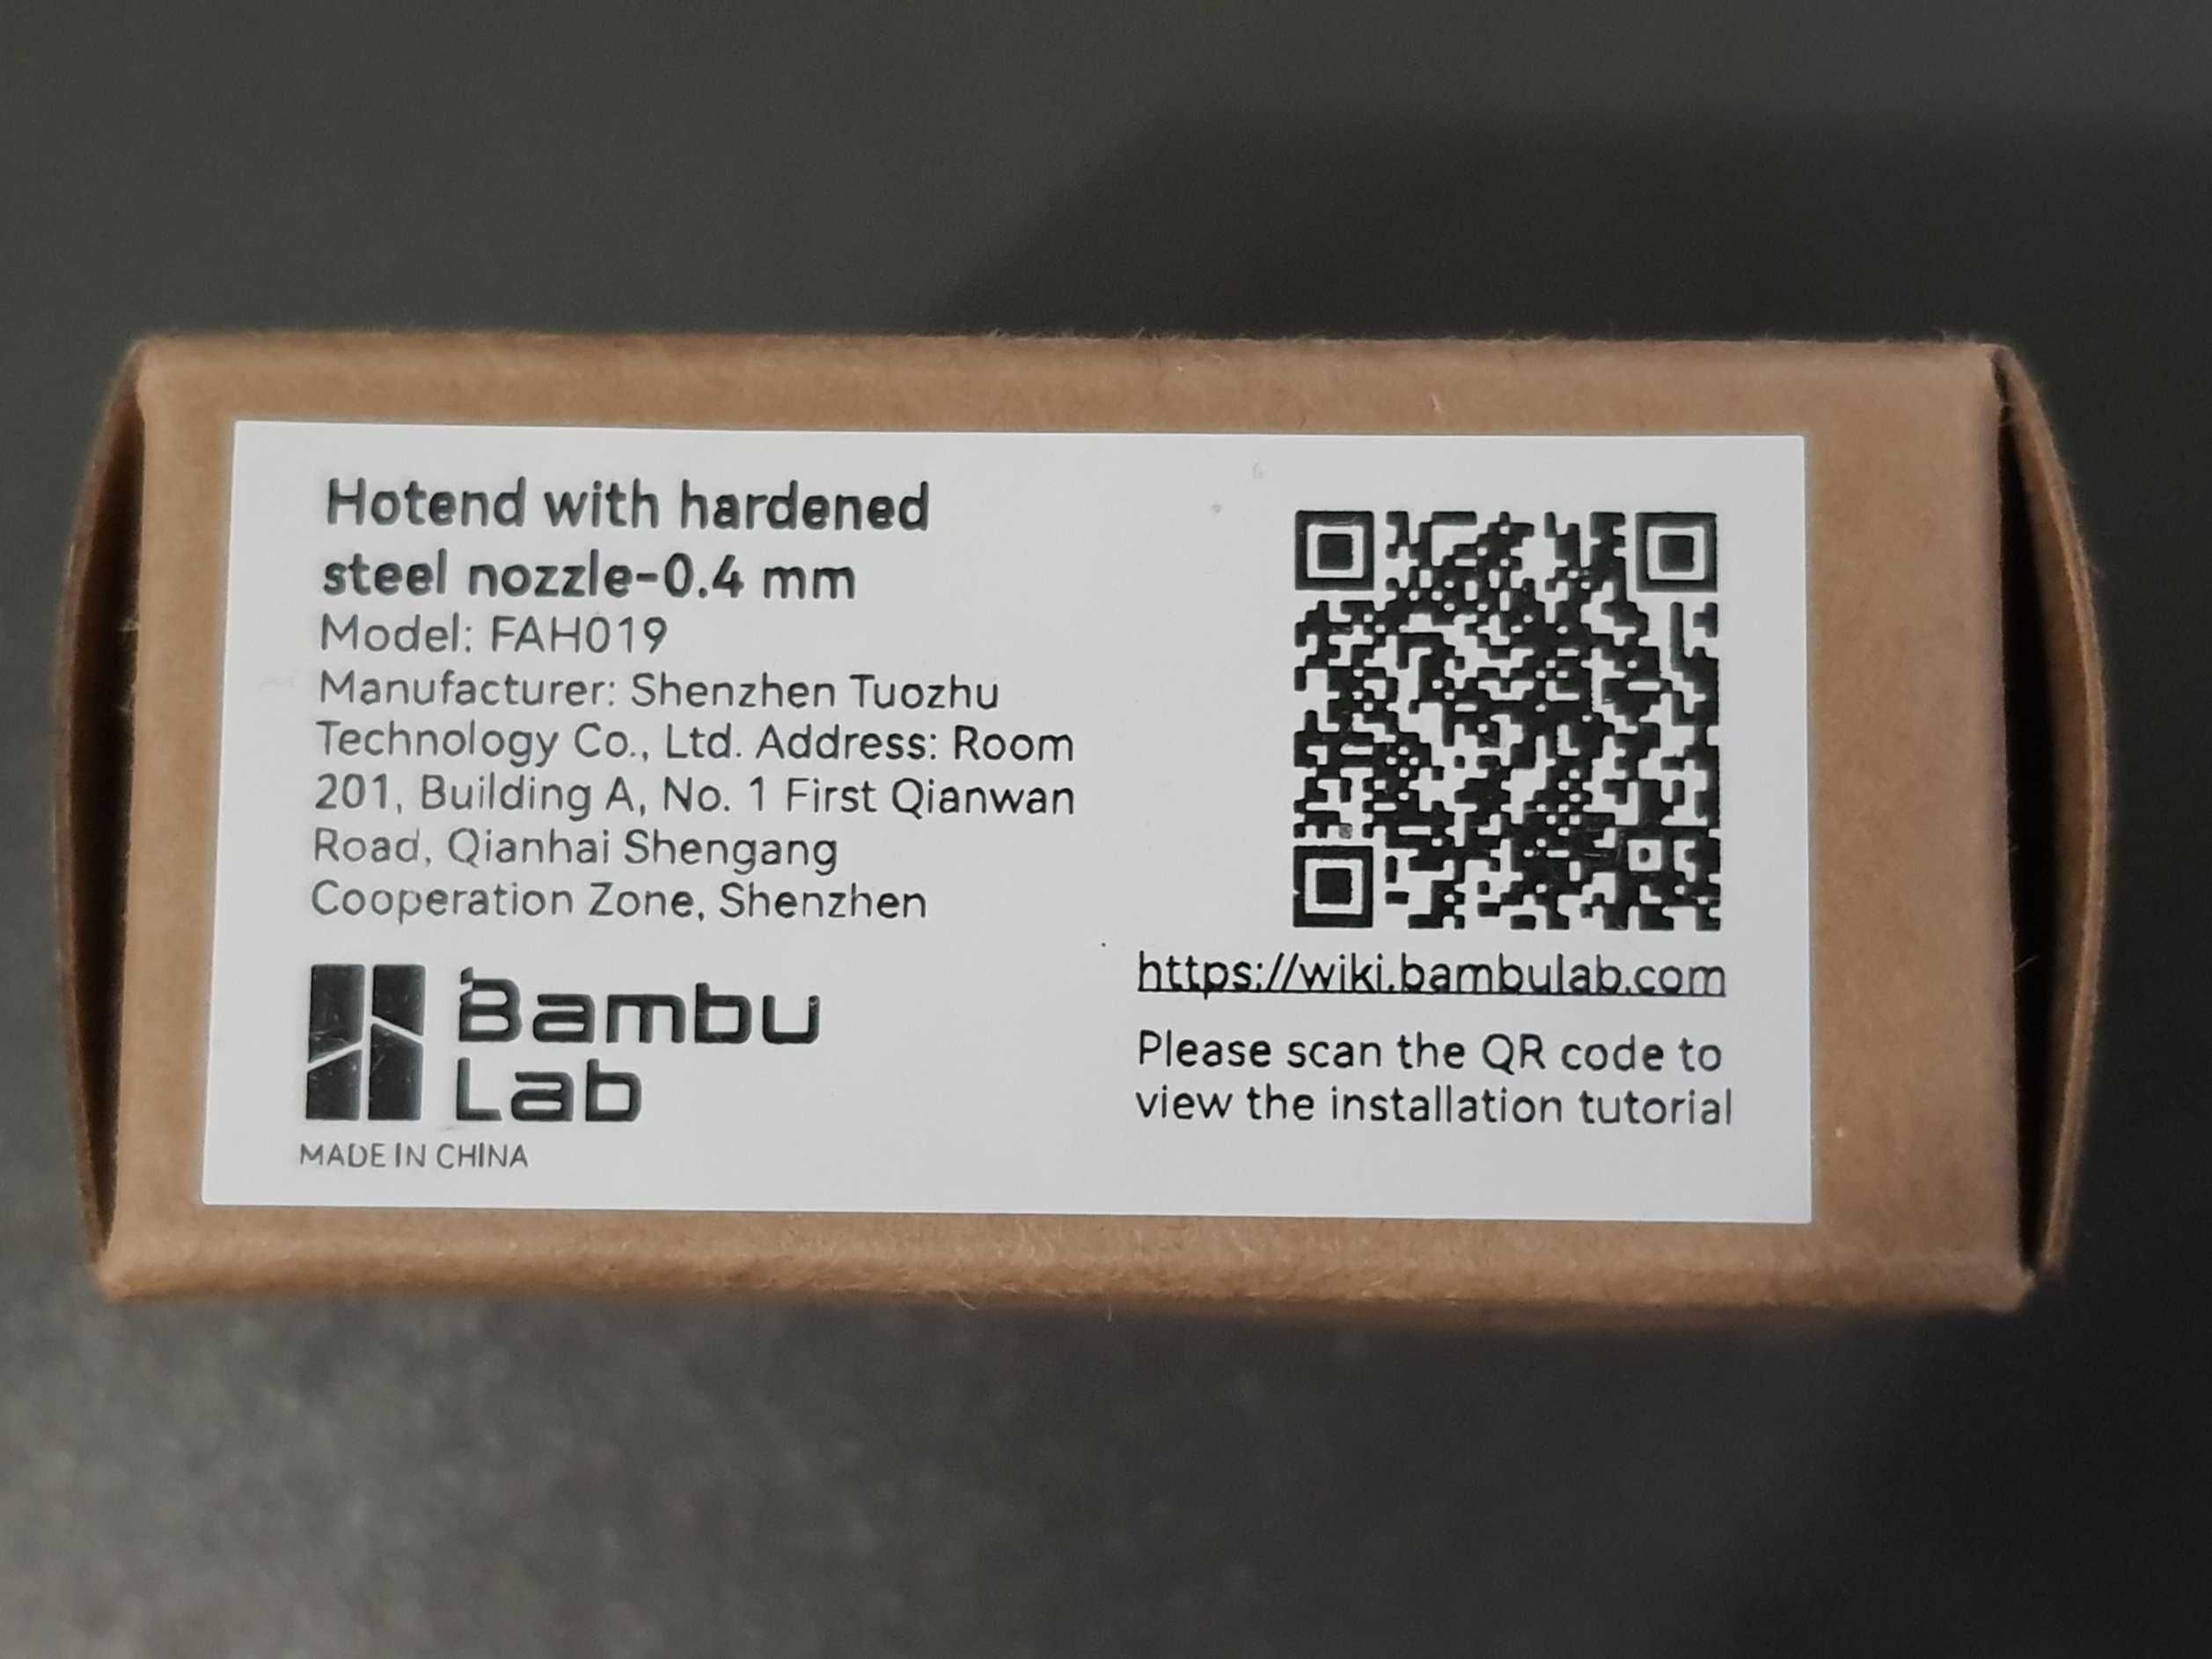 Hotend with hardened
steel nozzle-0.4 mm
Model: FAH019
Manufacturer: Shenzhen Tuozhu
Technology Co., Ltd. Address: Room
201, Building A, No. 1 First Qianwan
Road, Qianhai Shengang
Cooperation Zone, Shenzhen
Bambu
Lab
MADE IN CHINA
https://wiki.bambulab.com
Please scan the QR code to
view the installation tutorial